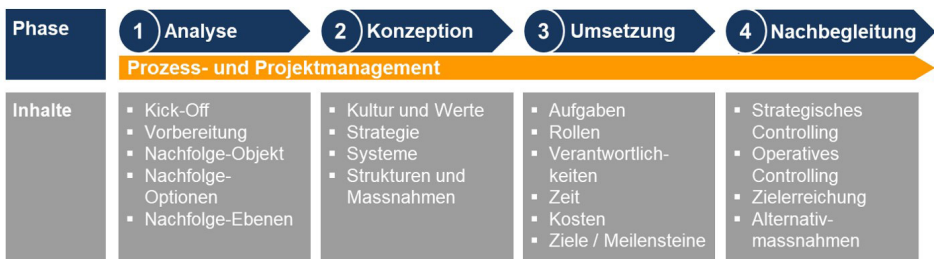 Phase
1 Analyse
2 Konzeption
3 Umsetzung
4 Nachbegleitung
Prozess- und Projektmanagement
Inhalte
▪ Kick-Off
▪ Vorbereitung
▪ Nachfolge-Objekt
▪ Nachfolge-
Optionen
▪ Nachfolge-Ebenen
▪ Kultur und Werte
▪ Strategie
▪ Systeme
▪ Strukturen und
Massnahmen
▪ Aufgaben
▪ Rollen
▪ Verantwortlich-
keiten
▪ Zeit
▪ Kosten
▪ Ziele / Meilensteine
▪ Strategisches
Controlling
▪ Operatives
Controlling
▪ Zielerreichung
▪ Alternativ-
massnahmen